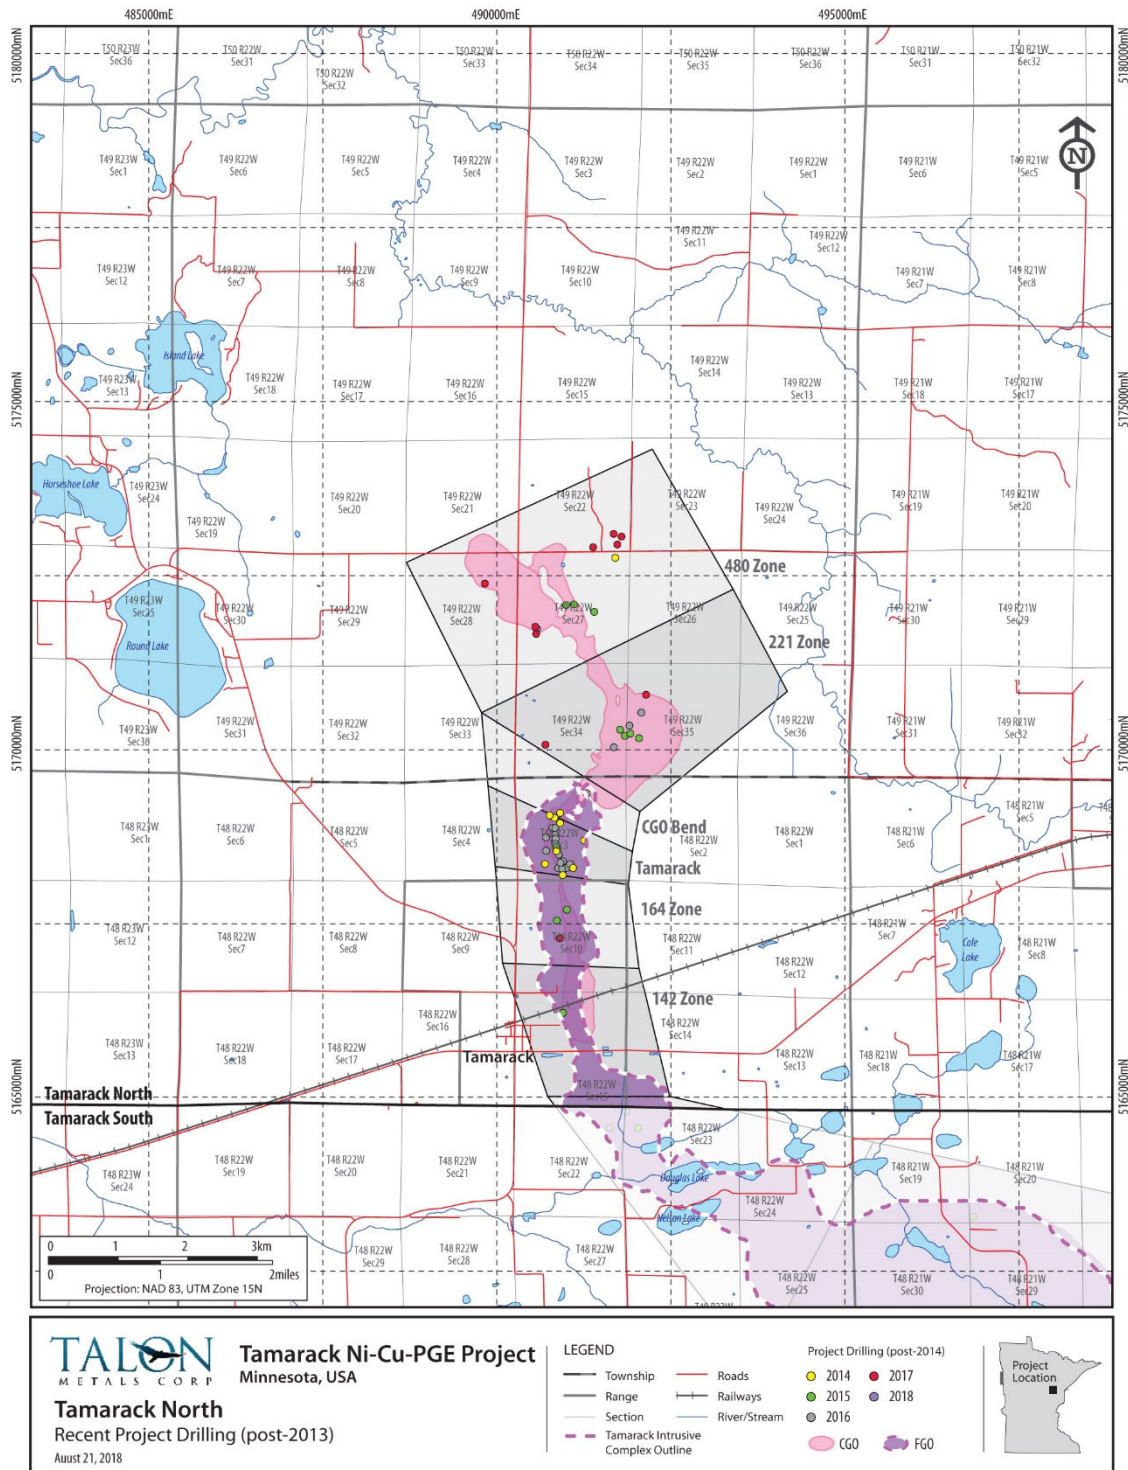 485000mE
490000mE
495000mE
5180000mN
5180000mN
T50 R23W
Sec36
T50 R22W
Sec31
T50 R22W
Sec32
T50 R22W
Sec33
T50 R22W
Sec34
T50 R22W
Sec35
T50 R22W
Sec36
T50 R21W
Sec31
T50 R21W
Sec32
N
T49 R23W
Sec1
T49 R22W
Sec6
T49 R22W
Sec5
T49 R22W
Sec4
T49 R22W
Sec3
T49 R22W
Sec2
T49 R22W
Sec1
T49 R21W
Sec6
T49 R21W
Sec5
T49 R23W
Sec12
T49 R22W
Sec7
T49 R22W
Sec8
T49 R22W
Sec9
T49 R22W
Sec10
T49 R22W
Sec11
T49 R22W
Sec12
T49 R21W
Sec7
T49 R21W
Sec8
Island Lake
5175000mN
5175000mN
T49 R23W
Sec13
T49 R22W
Sec18
T49 R22W
Sec17
T49 R22W
Sec16
T49 R22W
Sec15
T49 R22W
Sec14
T49 R22W
Sec13
T49 R21W
Sec18
T49 R21W
Sec17
Horseshoe Lake
T49 R23W
Sec24
T49 R22W
Sec19
T49 R22W
Sec20
T49 R22W
Sec21
T49 R22W
Sec22
T49 R22W
Sec23
T49 R22W
Sec24
T49 R21W
Sec19
T49 R21W
Sec20
480 Zone
T49 R23W
Sec25
T49 R22W
Sec30
T49 R22W
Sec29
T49 R22W
Sec28
T49 R22W
Sec27
T49 R22W
Sec26
T49 R22W
Sec25
T49 R21W
Sec30
T49 R21W
Sec29
Round Lake
221 Zone
5170000mN
5170000mN
T49 R23W
Sec36
T49 R22W
Sec31
T49 R22W
Sec32
T49 R22W
Sec33
T49 R22W
Sec34
T49 R22W
Sec35
T49 R22W
Sec36
T49 R21W
Sec31
T49 R21W
Sec32
T48 R23W
Sec1
T48 R22W
Sec6
T48 R22W
Sec5
T48 R22W
Sec4
T48 R22W
Sec3
CGO Bend
T48 R22W
Sec2
T48 R22W
Sec1
T48 R21W
Sec6
T48 R21W
Sec5
Tamarack
164 Zone
T48 R23W
Sec12
T48 R22W
Sec7
T48 R22W
Sec8
T48 R22W
Sec9
T48 R22W
Sec10
T48 R22W
Sec11
T48 R22W
Sec12
T48 R21W
Sec7
Cole
Lake
T48 R21W
Sec8
142 Zone
T48 R23W
Sec13
T48 R22W
Sec18
T48 R22W
Sec17
T48 R22W
Sec16
Tamarack
T48 R22W
Sec15
T48 R22W
Sec14
T48 R22W
Sec13
T48 R21W
Sec18
T48 R21W
Sec17
5165000mN
5165000mN
Tamarack North
Tamarack South
T48 R23W
Sec24
T48 R22W
Sec19
T48 R22W
Sec20
T48 R22W
Sec21
T48 R22W
Sec22
T48 R22W
Sec23
Douglas Lake
T48 R22W
Sec24
T48 R21W
Sec19
T48 R21W
Sec20
Nelson Lake
0 1 2 3km
0 1 2miles
Projection: NAD 83, UTM Zone 15N
T48 R22W
Sec29
T48 R22W
Sec28
T48 R22W
Sec27
T48 R22W
Sec25
T48 R21W
Sec30
T48 R21W
Sec29
TALON
METALS CORP
Tamarack Ni-Cu-PGE Project
Minnesota, USA
Tamarack North
Recent Project Drilling (post-2013)
Auust 21, 2018
LEGEND
Township
Range
Section
Tamarack Intrusive
Complex Outline
Roads
Railways
River/Stream
Project Drilling (post-2014)
2014
2015
2016
2017
2018
CGO
FGO
Project
Location